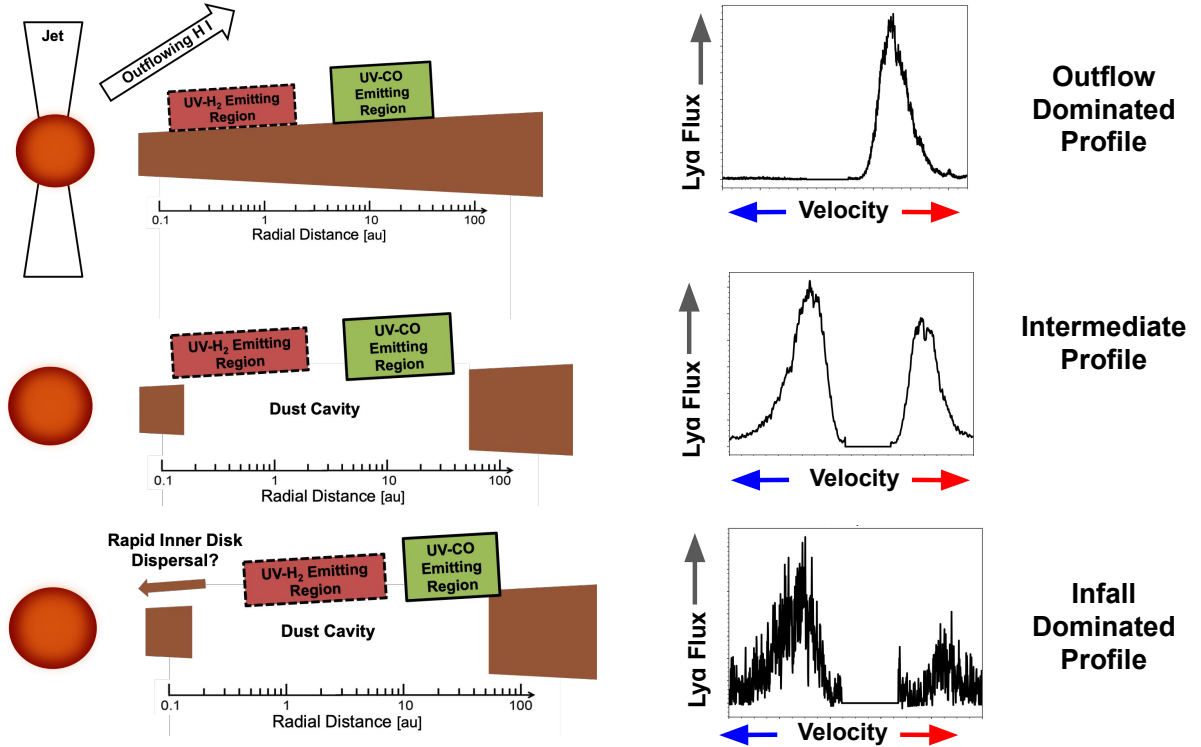 Jet
Outflowing H I
UV-H₂ Emitting
Region
UV-CO
Emitting
Region
0.1 1 10 100
Radial Distance [au]
Lyα Flux
Velocity
Outflow
Dominated
Profile
UV-H₂ Emitting
Region
UV-CO
Emitting
Region
Dust Cavity
0.1 1 10 100
Radial Distance [au]
Lyα Flux
Velocity
Intermediate
Profile
Rapid Inner Disk
Dispersal?
UV-H₂ Emitting
Region
UV-CO
Emitting
Region
Dust Cavity
0.1 1 10 100
Radial Distance [au]
Lyα Flux
Velocity
Infall
Dominated
Profile